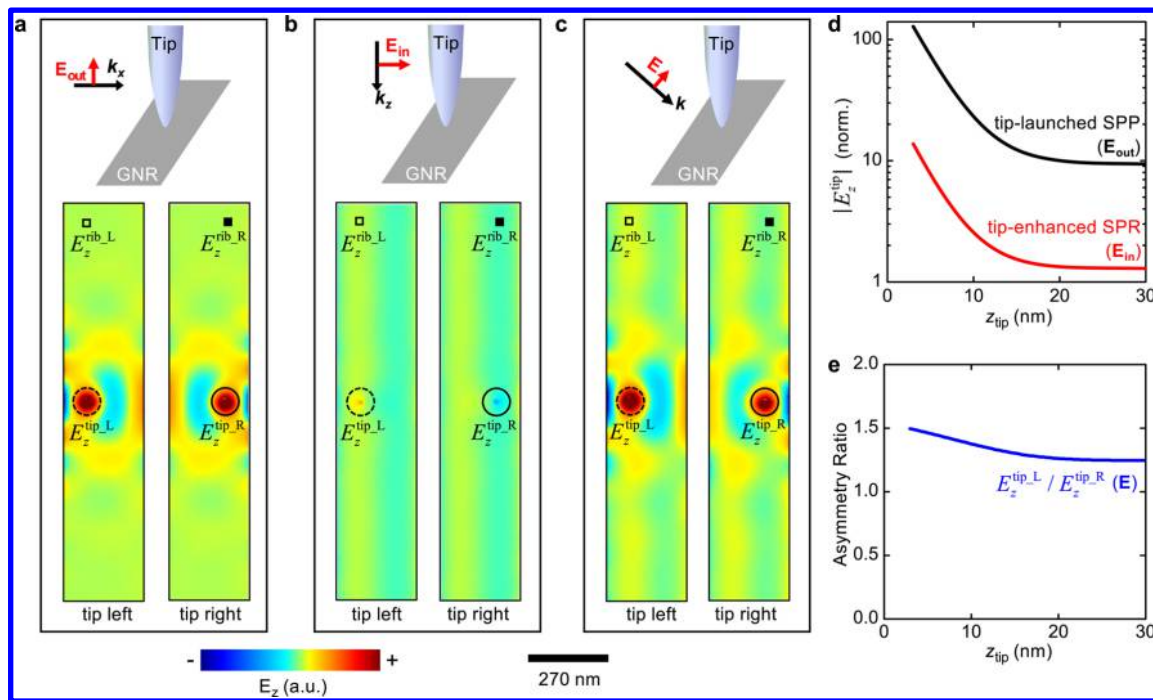 a
Tip
E_out
k_x
GNR
E_z^rib_L
E_z^rib_R
E_z^tip_L
E_z^tip_R
tip left
tip right
b
Tip
E_in
k_z
GNR
E_z^rib_L
E_z^rib_R
E_z^tip_L
E_z^tip_R
tip left
tip right
c
Tip
E
k
GNR
E_z^rib_L
E_z^rib_R
E_z^tip_L
E_z^tip_R
tip left
tip right
-
+
E_z (a.u.)
270 nm
d
|E_z^tip| (norm.)
100
10
1
tip-launched SPP
(E_out)
tip-enhanced SPR
(E_in)
0 10 20 30
z_tip (nm)
e
Asymmetry Ratio
2.0
1.5
1.0
0.5
0.0
E_z^tip_L / E_z^tip_R (E)
0 10 20 30
z_tip (nm)